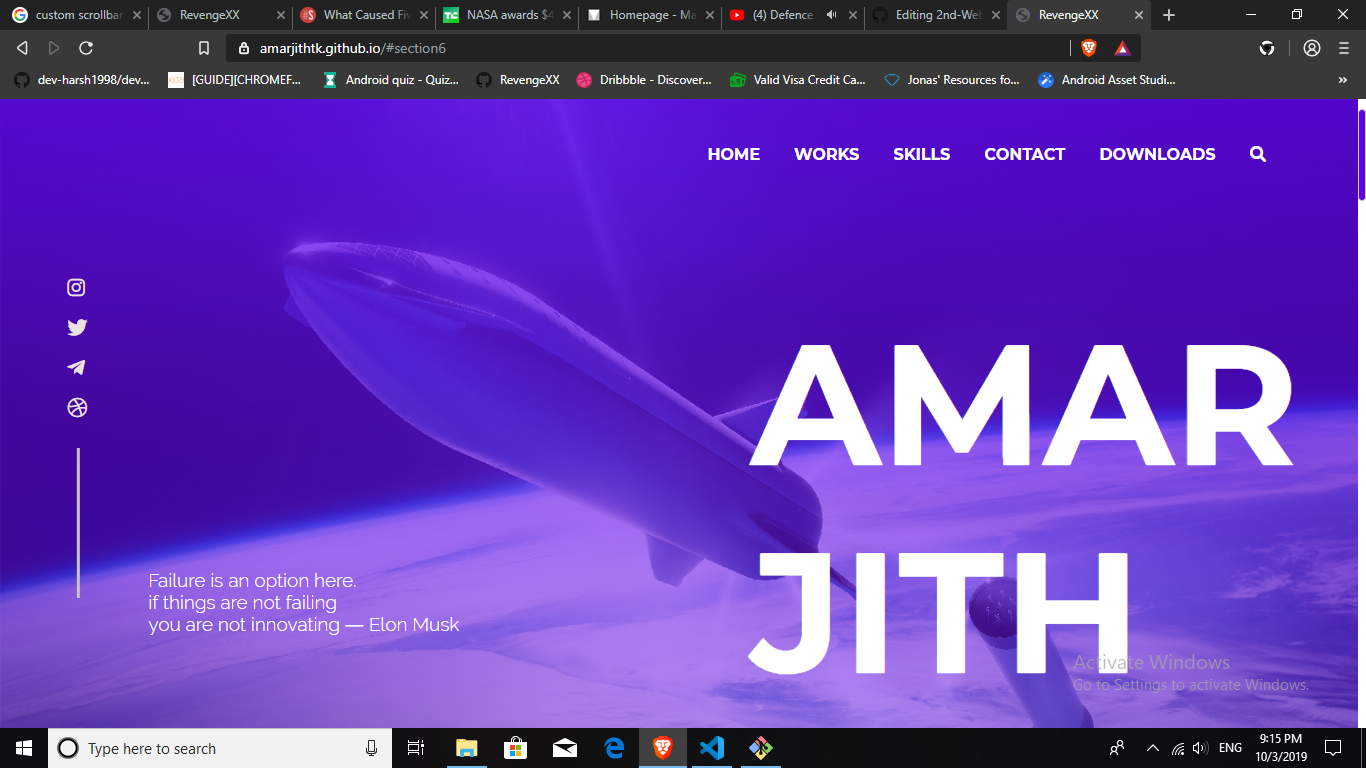 custom scrollbar
RevengeXX
What Caused Fiv
NASA awards $4
Homepage - Ma
(4) Defence
Editing 2nd-Web
RevengeXX
amarjithtk.github.io/#section6
dev-harsh1998/dev...
[GUIDE][CHROMEF...
Android quiz - Quiz...
RevengeXX
Dribbble - Discover...
Valid Visa Credit Ca...
Jonas' Resources fo...
Android Asset Studi...
»
HOME WORKS SKILLS CONTACT DOWNLOADS
AMAR
JITH
Failure is an option here.
if things are not failing
you are not innovating — Elon Musk
Activate Windows
Go to Settings to activate Windows.
Type here to search
ENG
9:15 PM
10/3/2019